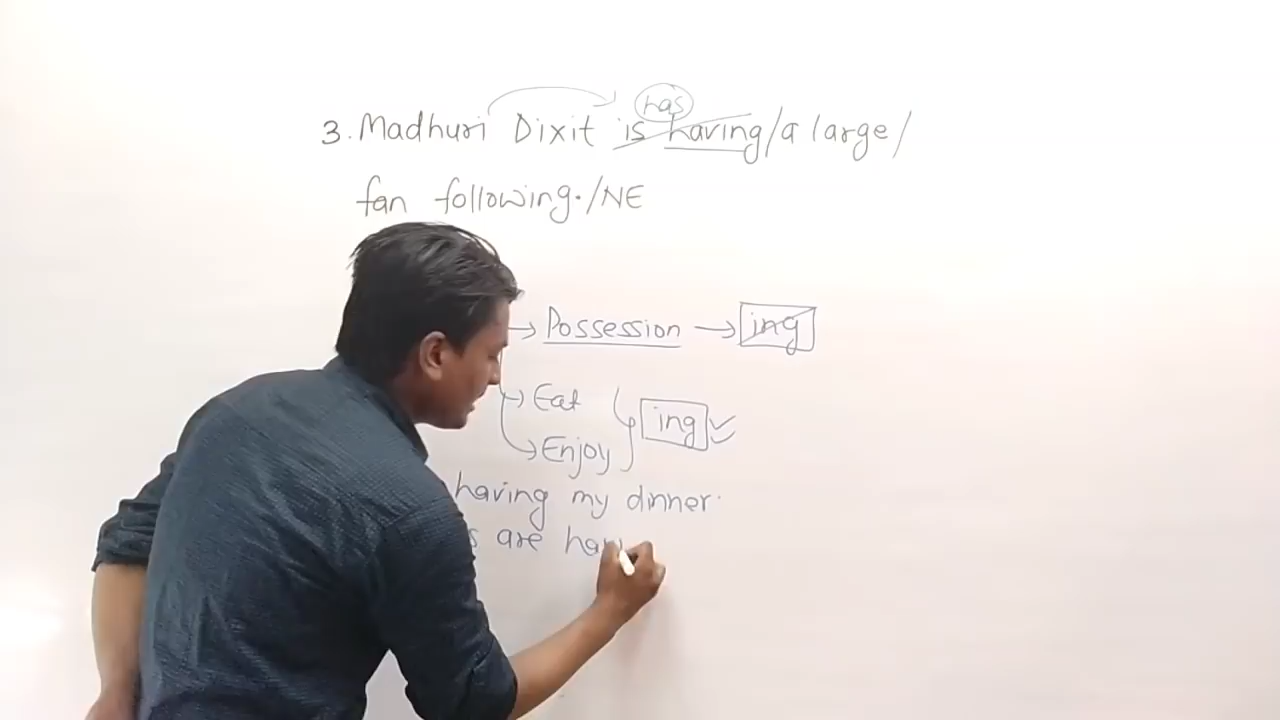 has
3. Madhuri Dixit is having/a large/
fan following./NE
→ Possession → ing
→ Eat
ing
→ Enjoy
having my dinner.
are